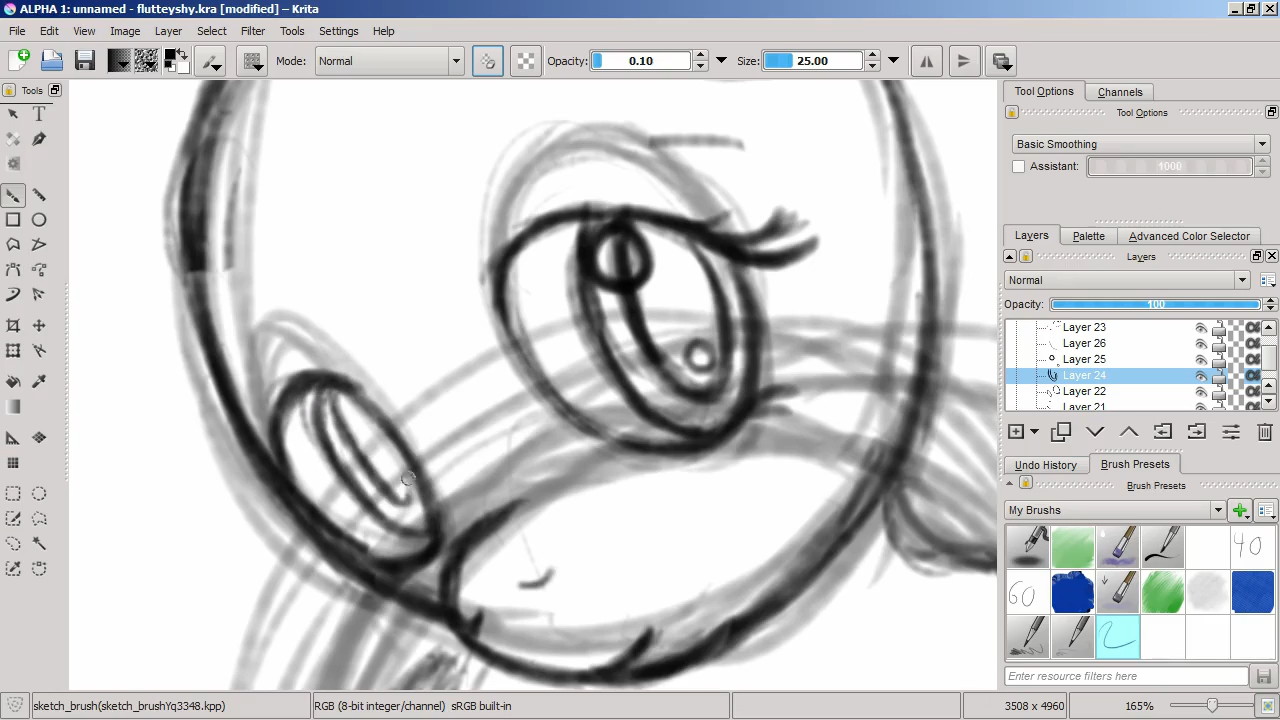 ALPHA 1: unnamed - flutteyshy.kra [modified] - Krita
File Edit View Image Layer Select Filter Tools Settings Help
Mode: Normal Opacity: 0.10 Size: 25.00
Tools
Tool Options Channels
Tool Options
Basic Smoothing
Assistant: 1000
Layers Palette Advanced Color Selector
Layers
Normal
Opacity: 100
Layer 23
Layer 26
Layer 25
Layer 24
Layer 22
Layer 21
Undo History Brush Presets
Brush Presets
My Brushes
40
60
Enter resource filters here
sketch_brush(sketch_brushYq3348.kpp) RGB (8-bit integer/channel) sRGB built-in 3508 x 4960 165%